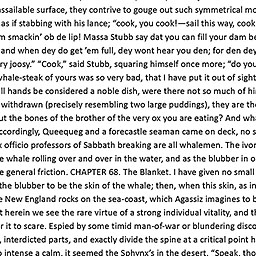 assailable surface, they contrive to gouge out such symmetrical mo
as if stabbing with his lance; “cook, you cook!—sail this way, cook
m smackin’ ob de lip! Massa Stubb say dat you can fill your dam be
and when dey do get ’em full, dey wont hear you den; for den dey
ry joosy.” “Cook,” said Stubb, squaring himself once more; “do you
whale-steak of yours was so very bad, that I have put it out of sight
ll hands be considered a noble dish, were there not so much of him
withdrawn (precisely resembling two large puddings), they are the
ut the bones of the brother of the very ox you are eating? And wha
ccordingly, Queequeg and a forecastle seaman came on deck, no s
officio professors of Sabbath breaking are all whalemen. The ivor
e whale rolling over and over in the water, and as the blubber in o
e general friction. CHAPTER 68. The Blanket. I have given no small
the blubber to be the skin of the whale; then, when this skin, as in
e New England rocks on the sea-coast, which Agassiz imagines to b
t herein we see the rare virtue of a strong individual vitality, and th
r it to scare. Espied by some timid man-of-war or blundering disco
, interdicted parts, and exactly divide the spine at a critical point h
o intense a calm, it seemed the Sphynx’s in the desert. “Speak, tho